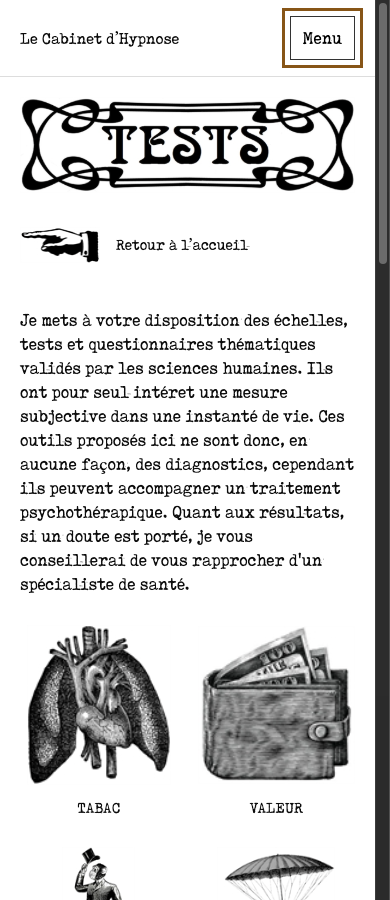 Le Cabinet d’Hypnose
Menu
TESTS
Retour à l’accueil
Je mets à votre disposition des échelles,
tests et questionnaires thématiques
validés par les sciences humaines. Ils
ont pour seul intéret une mesure
subjective dans une instanté de vie. Ces
outils proposés ici ne sont donc, en
aucune façon, des diagnostics, cependant
ils peuvent accompagner un traitement
psychothérapique. Quant aux résultats,
si un doute est porté, je vous
conseillerai de vous rapprocher d'un
spécialiste de santé.
100
TABAC
VALEUR